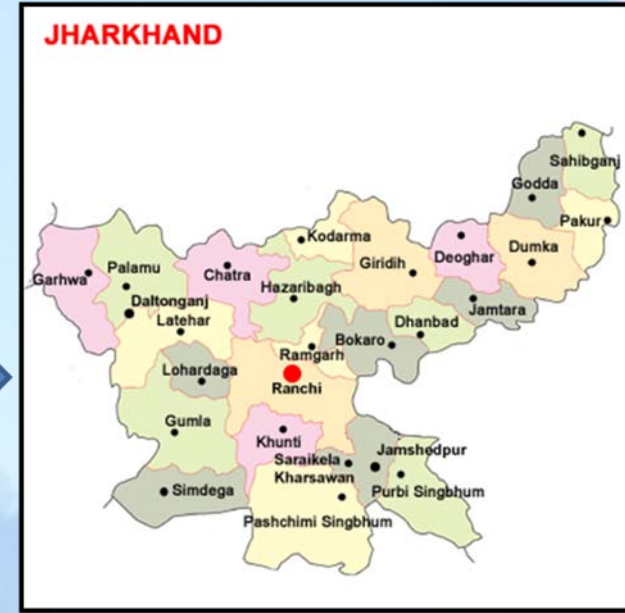 JHARKHAND
Sahibganj
Godda
Pakur
Kodarma
Dumka
Deoghar
Giridih
Palamu
Chatra
Garhwa
Hazaribagh
Daltonganj
Jamtara
Latehar
Dhanbad
Bokaro
Ramgarh
Lohardaga
Ranchi
Gumla
Khunti
Jamshedpur
Saraikela
Kharsawan
Simdega
Purbi Singbhum
Pashchimi Singbhum